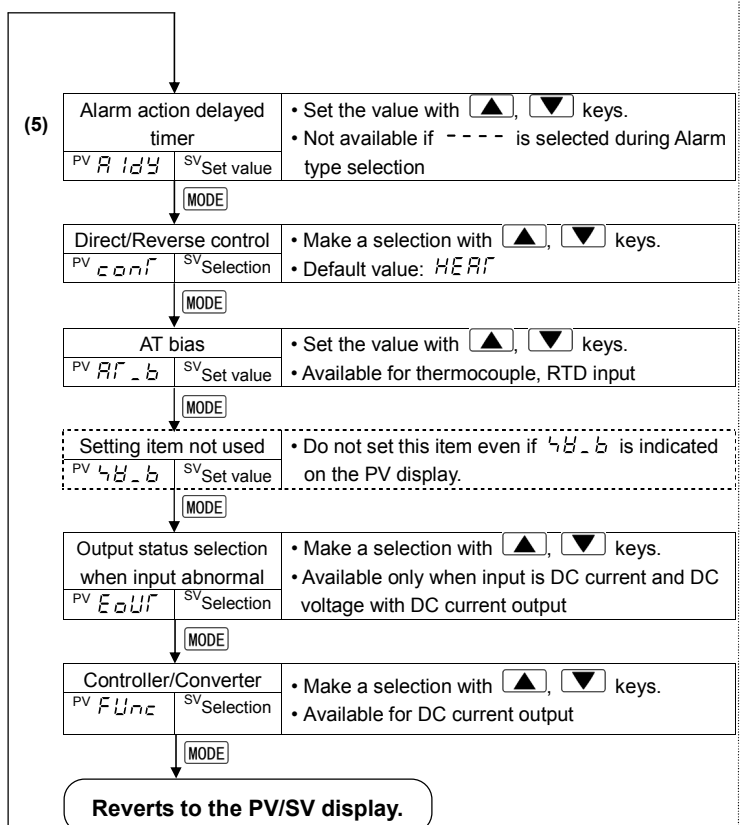 (5)
Alarm action delayed
timer
PV A1dY SV Set value
• Set the value with ▲, ▼ keys.
• Not available if ---- is selected during Alarm
type selection
MODE
Direct/Reverse control
PV conT SV Selection
• Make a selection with ▲, ▼ keys.
• Default value: HEAT
MODE
AT bias
PV AT_b SV Set value
• Set the value with ▲, ▼ keys.
• Available for thermocouple, RTD input
MODE
Setting item not used
PV SV_b SV Set value
• Do not set this item even if SV_b is indicated
on the PV display.
MODE
Output status selection
when input abnormal
PV EoUT SV Selection
• Make a selection with ▲, ▼ keys.
• Available only when input is DC current and DC
voltage with DC current output
MODE
Controller/Converter
PV FUnc SV Selection
• Make a selection with ▲, ▼ keys.
• Available for DC current output
MODE
Reverts to the PV/SV display.